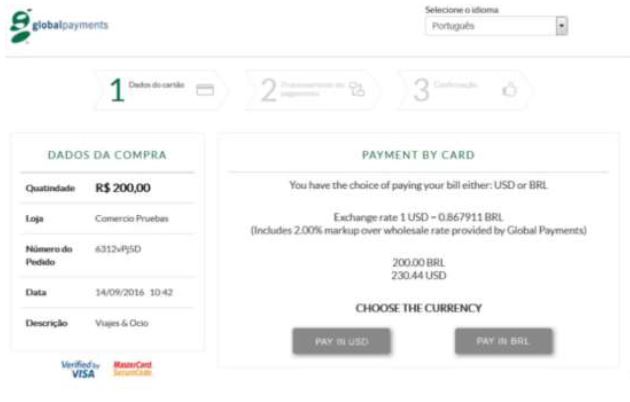 Selecione o idioma
globalpayments
Português
1 Dados do cartão
2 Processamento do pagamento
3 Confirmação
DADOS DA COMPRA
Quatindade R$ 200,00
Loja Comercio Pruebas
Número do Pedido 6312vPjSD
Data 14/09/2016 10:42
Descrição Viajes & Ocio
Verified by VISA
MasterCard SecureCode
PAYMENT BY CARD
You have the choice of paying your bill either: USD or BRL
Exchange rate 1 USD = 0.867911 BRL
(Includes 2.00% markup over wholesale rate provided by Global Payments)
200.00 BRL
230.44 USD
CHOOSE THE CURRENCY
PAY IN USD
PAY IN BRL